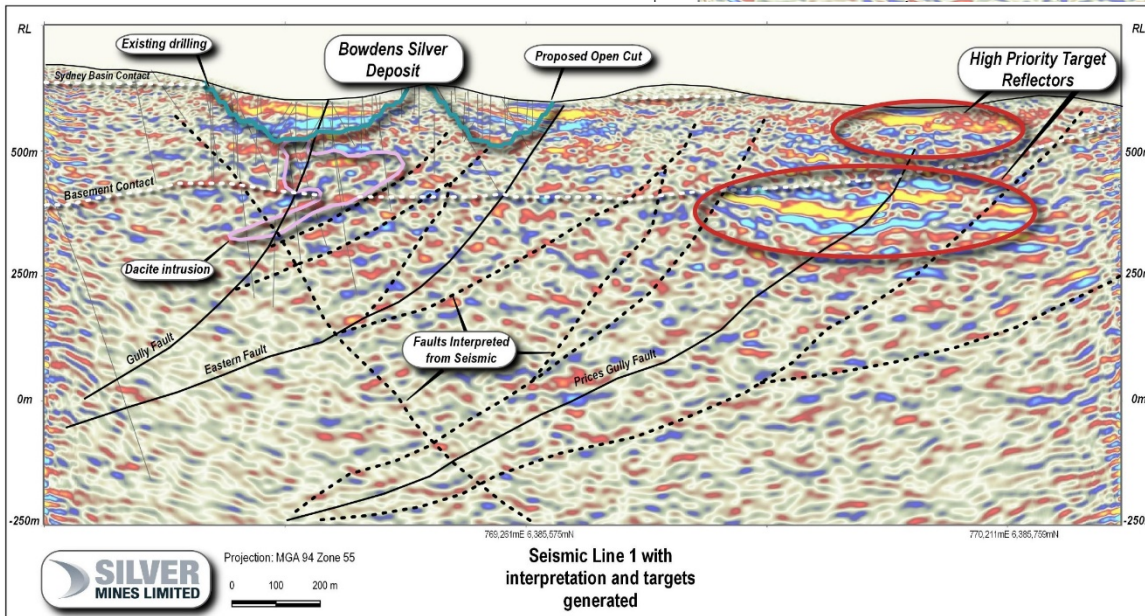 RL
RL
Existing drilling
Bowdens Silver
Deposit
Proposed Open Cut
High Priority Target
Reflectors
Sydney Basin Contact
500m
500m
Basement Contact
Dacite intrusion
250m
250m
Gully Fault
Eastern Fault
Faults Interpreted
from Seismic
Prices Gully Fault
0m
0m
-250m
-250m
769,261mE 6,385,575mN
770,211mE 6,385,759mN
SILVER
MINES LIMITED
Projection: MGA 94 Zone 55
0 100 200 m
Seismic Line 1 with
interpretation and targets
generated